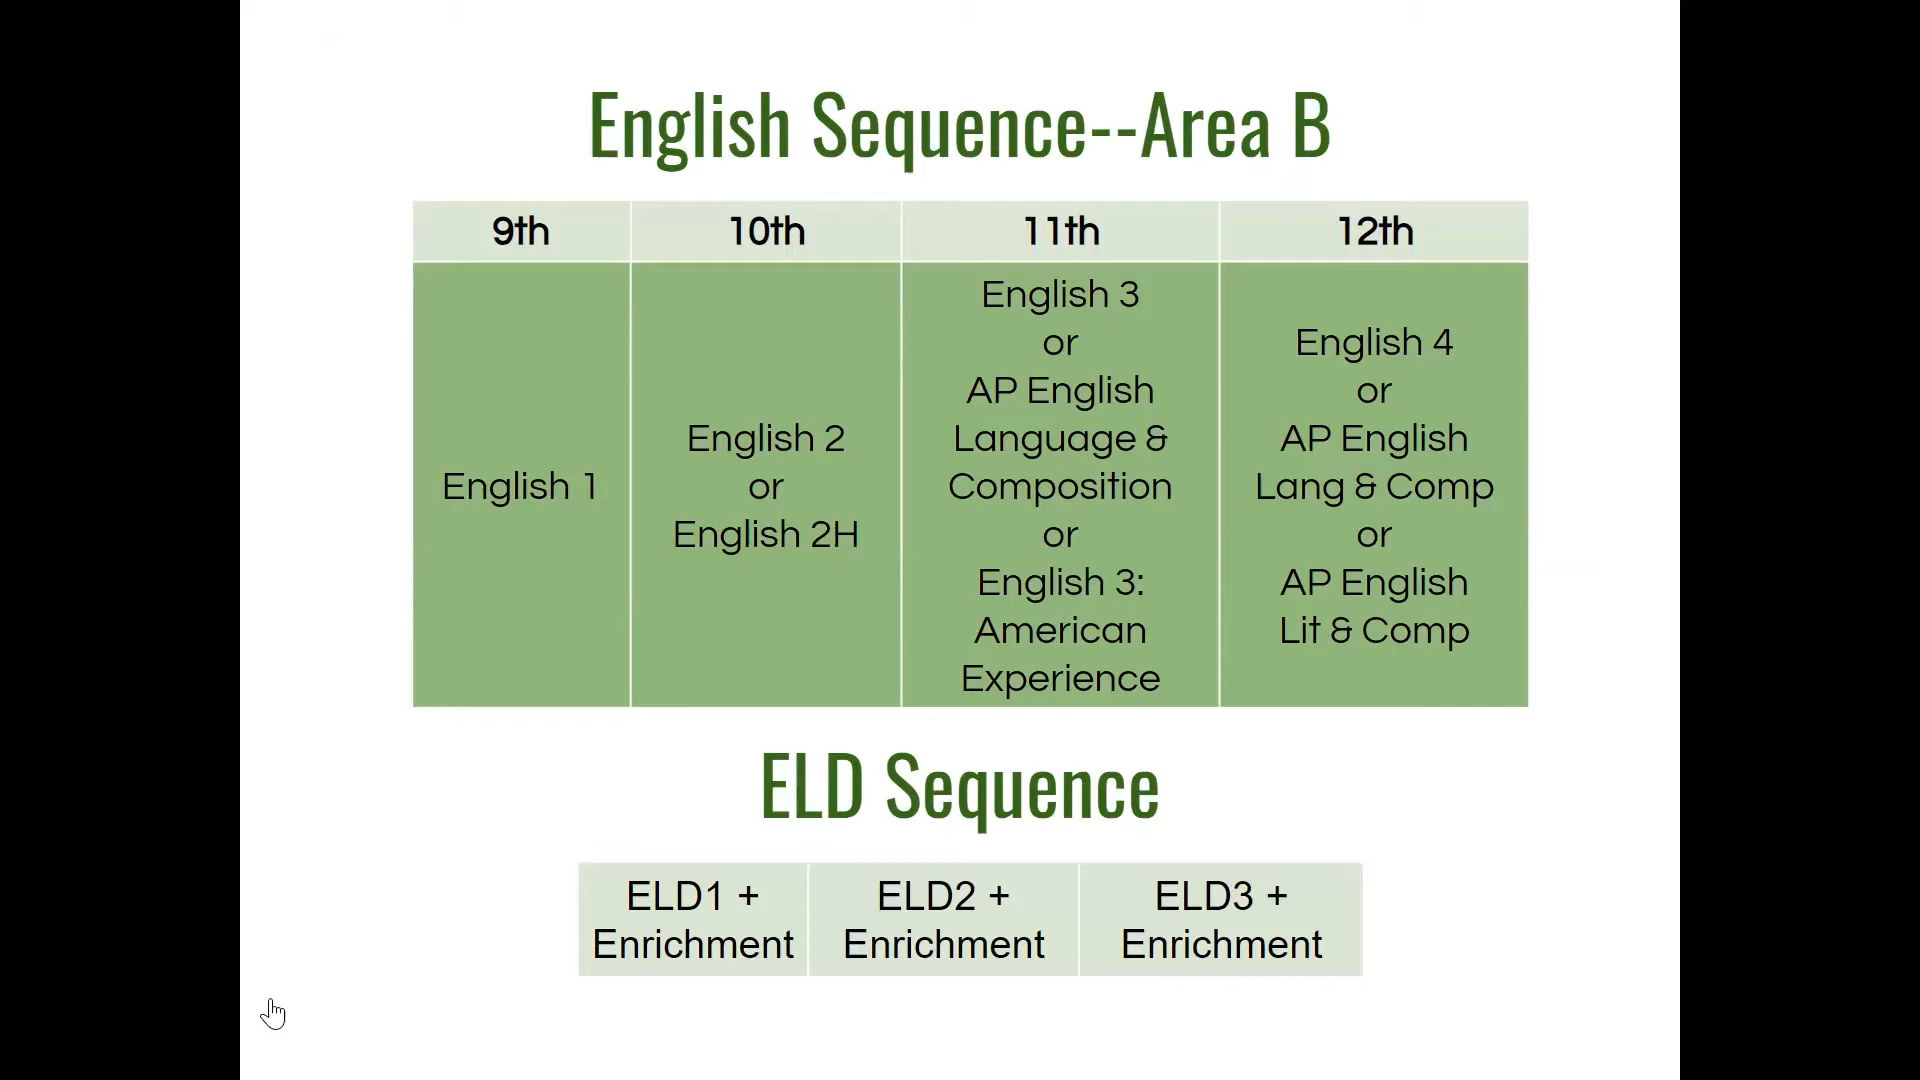 English Sequence--Area B
9th 10th 11th 12th
English 1
English 2
or
English 2H
English 3
or
AP English
Language &
Composition
or
English 3:
American
Experience
English 4
or
AP English
Lang & Comp
or
AP English
Lit & Comp
ELD Sequence
ELD1 +
Enrichment
ELD2 +
Enrichment
ELD3 +
Enrichment